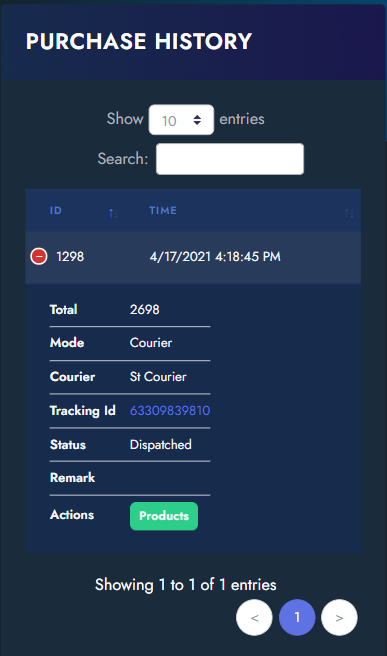 PURCHASE HISTORY
Show 10 entries
Search:
ID TIME
1298 4/17/2021 4:18:45 PM
Total 2698
Mode Courier
Courier St Courier
Tracking Id 63309839810
Status Dispatched
Remark
Actions Products
Showing 1 to 1 of 1 entries
< 1 >